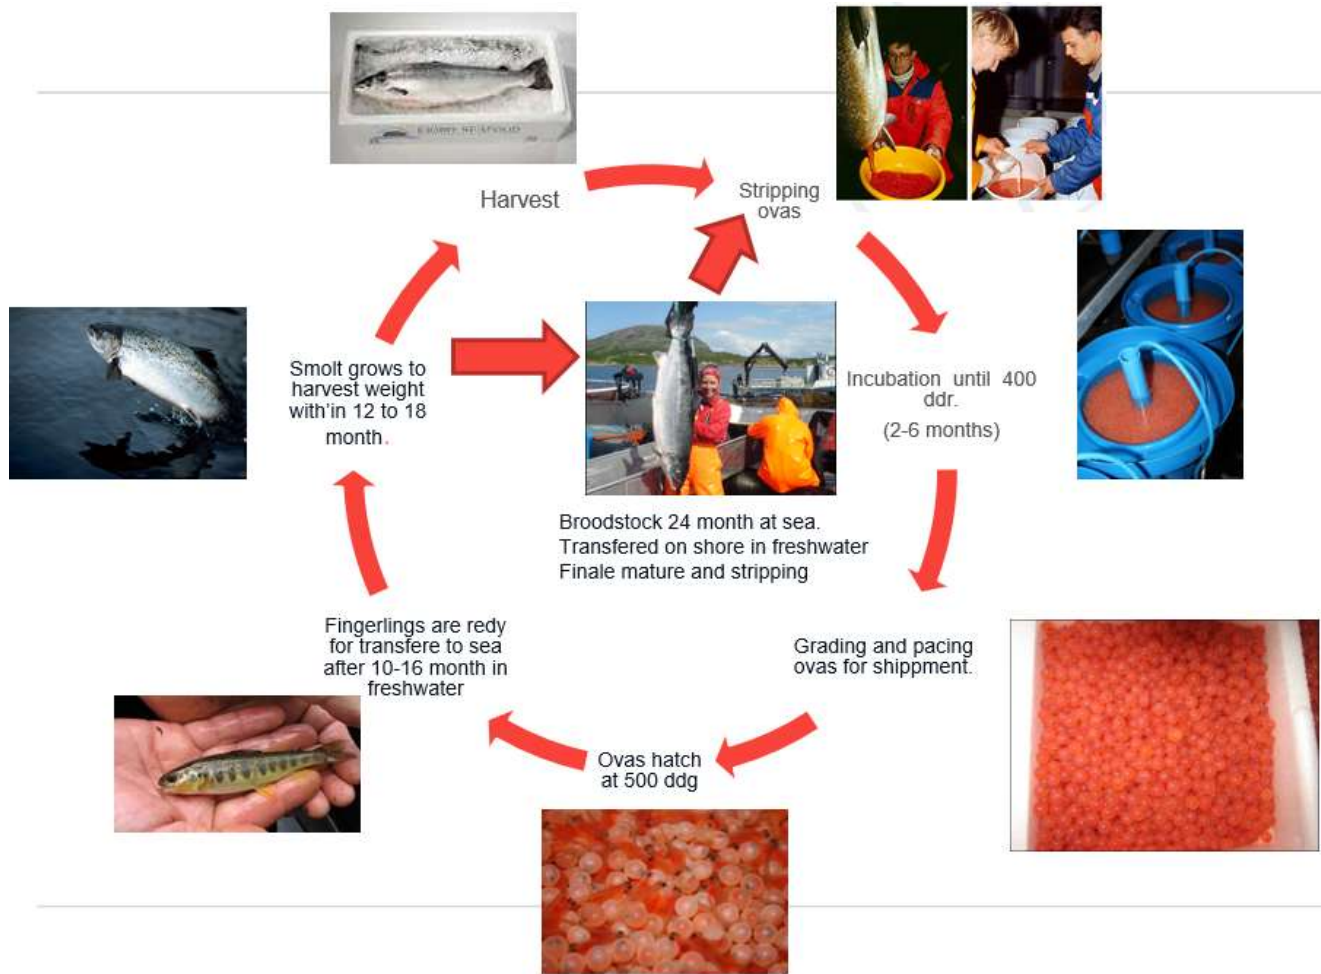 Harvest
Stripping
ovas
Incubation until 400
ddr.
(2-6 months)
Smolt grows to
harvest weight
with'in 12 to 18
month.
Broodstock 24 month at sea.
Transfered on shore in freshwater
Finale mature and stripping
Grading and pacing
ovas for shippment.
Ovas hatch
at 500 ddg
Fingerlings are redy
for transfere to sea
after 10-16 month in
freshwater